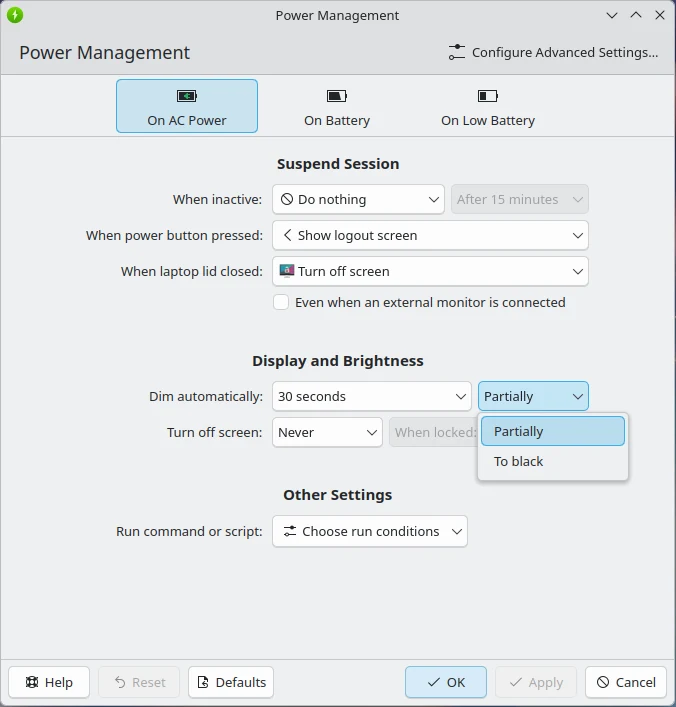 Power Management
Power Management
Configure Advanced Settings...
On AC Power
On Battery
On Low Battery
Suspend Session
When inactive: Do nothing After 15 minutes
When power button pressed: Show logout screen
When laptop lid closed: Turn off screen
Even when an external monitor is connected
Display and Brightness
Dim automatically: 30 seconds Partially
Turn off screen: Never When locked:
Partially
To black
Other Settings
Run command or script: Choose run conditions
Help Reset Defaults OK Apply Cancel